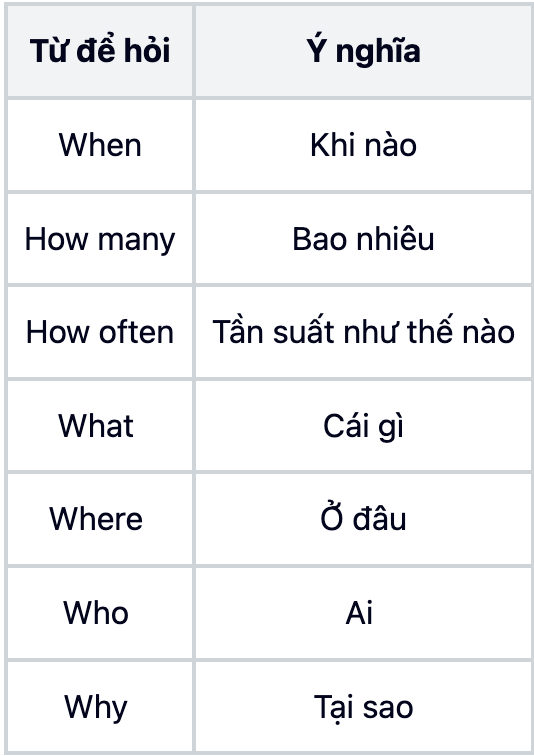 Từ để hỏi Ý nghĩa
When Khi nào
How many Bao nhiêu
How often Tần suất như thế nào
What Cái gì
Where Ở đâu
Who Ai
Why Tại sao